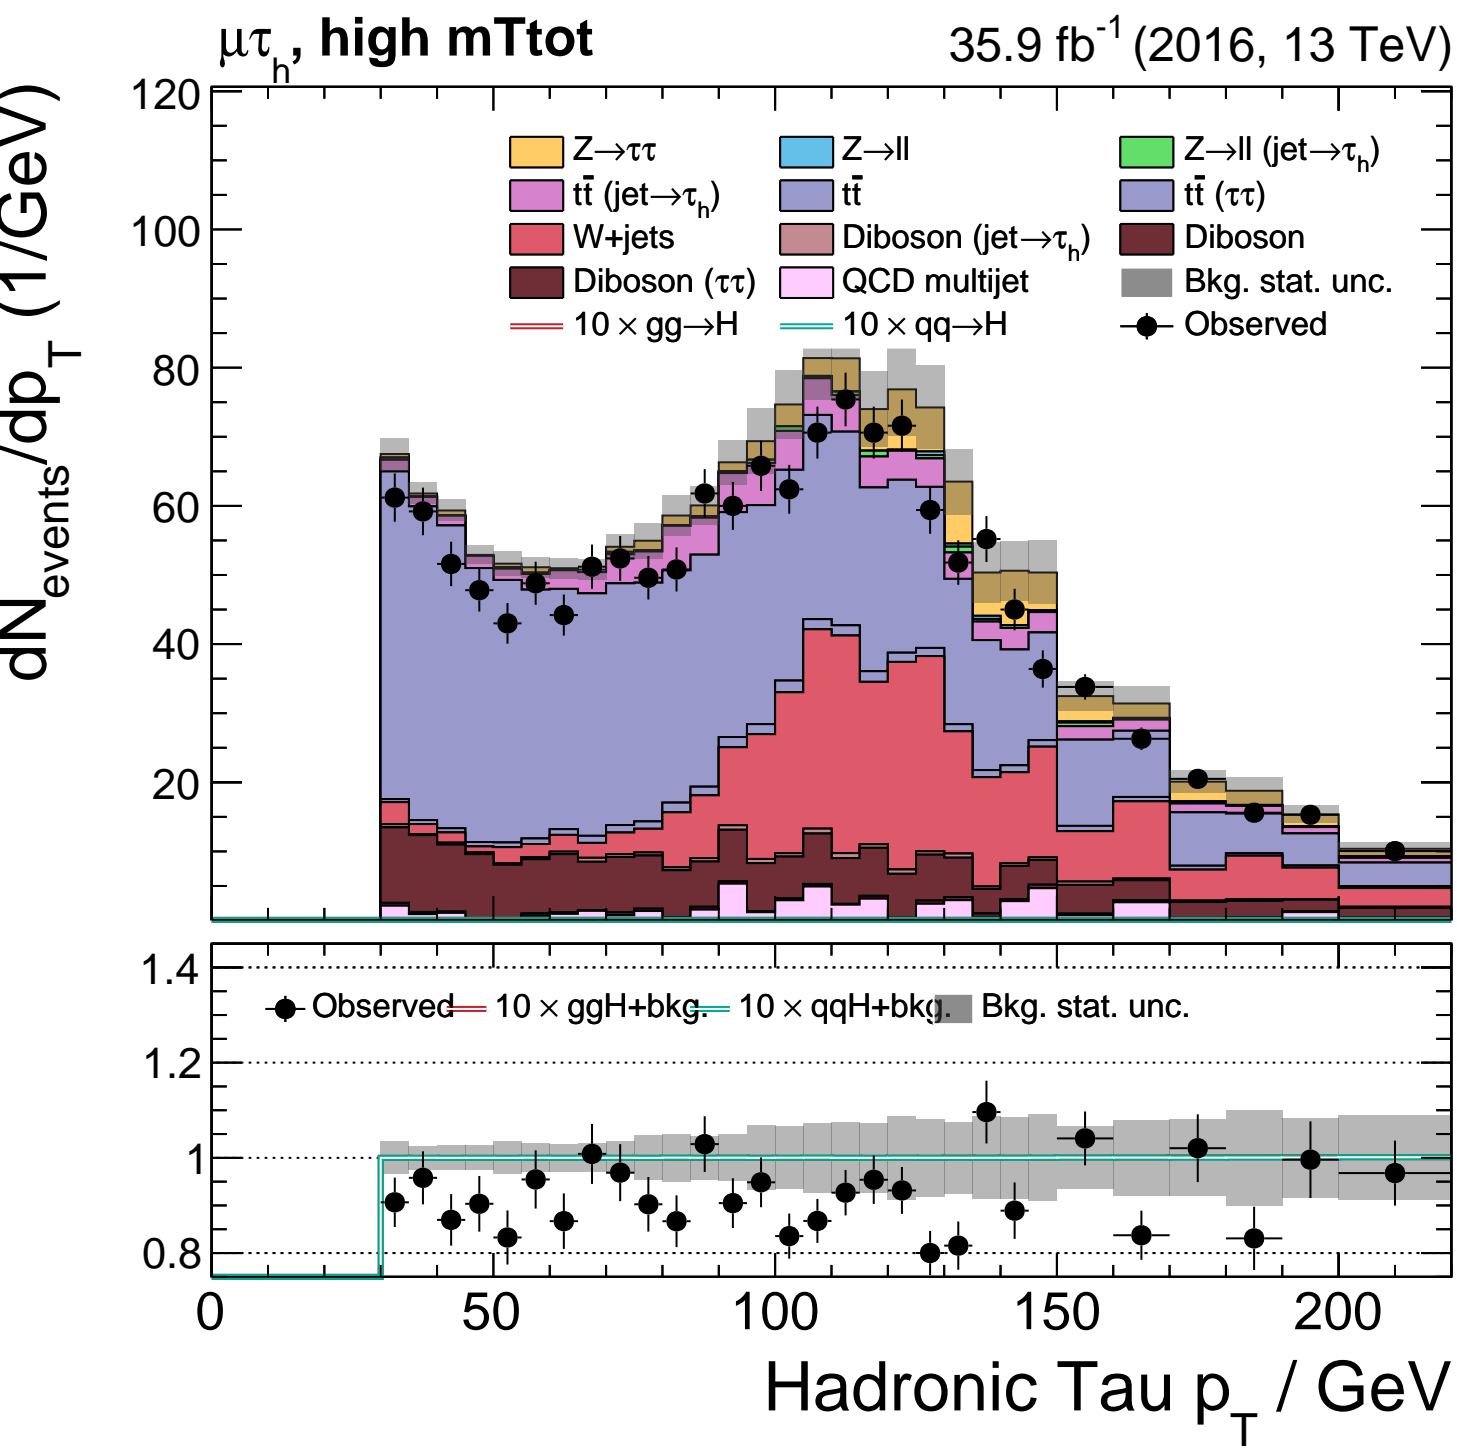 μτh, high mTtot 35.9 fb-1 (2016, 13 TeV)
dNevents/dpT (1/GeV)
120
100
80
60
40
20
Z→ττ Z→ll Z→ll (jet→τh)
tt̄ (jet→τh) tt̄ tt̄ (ττ)
W+jets Diboson (jet→τh) Diboson
Diboson (ττ) QCD multijet Bkg. stat. unc.
10 × gg→H 10 × qq→H Observed
1.4
1.2
1
0.8
Observed 10 × ggH+bkg. 10 × qqH+bkg. Bkg. stat. unc.
0 50 100 150 200
Hadronic Tau pT / GeV